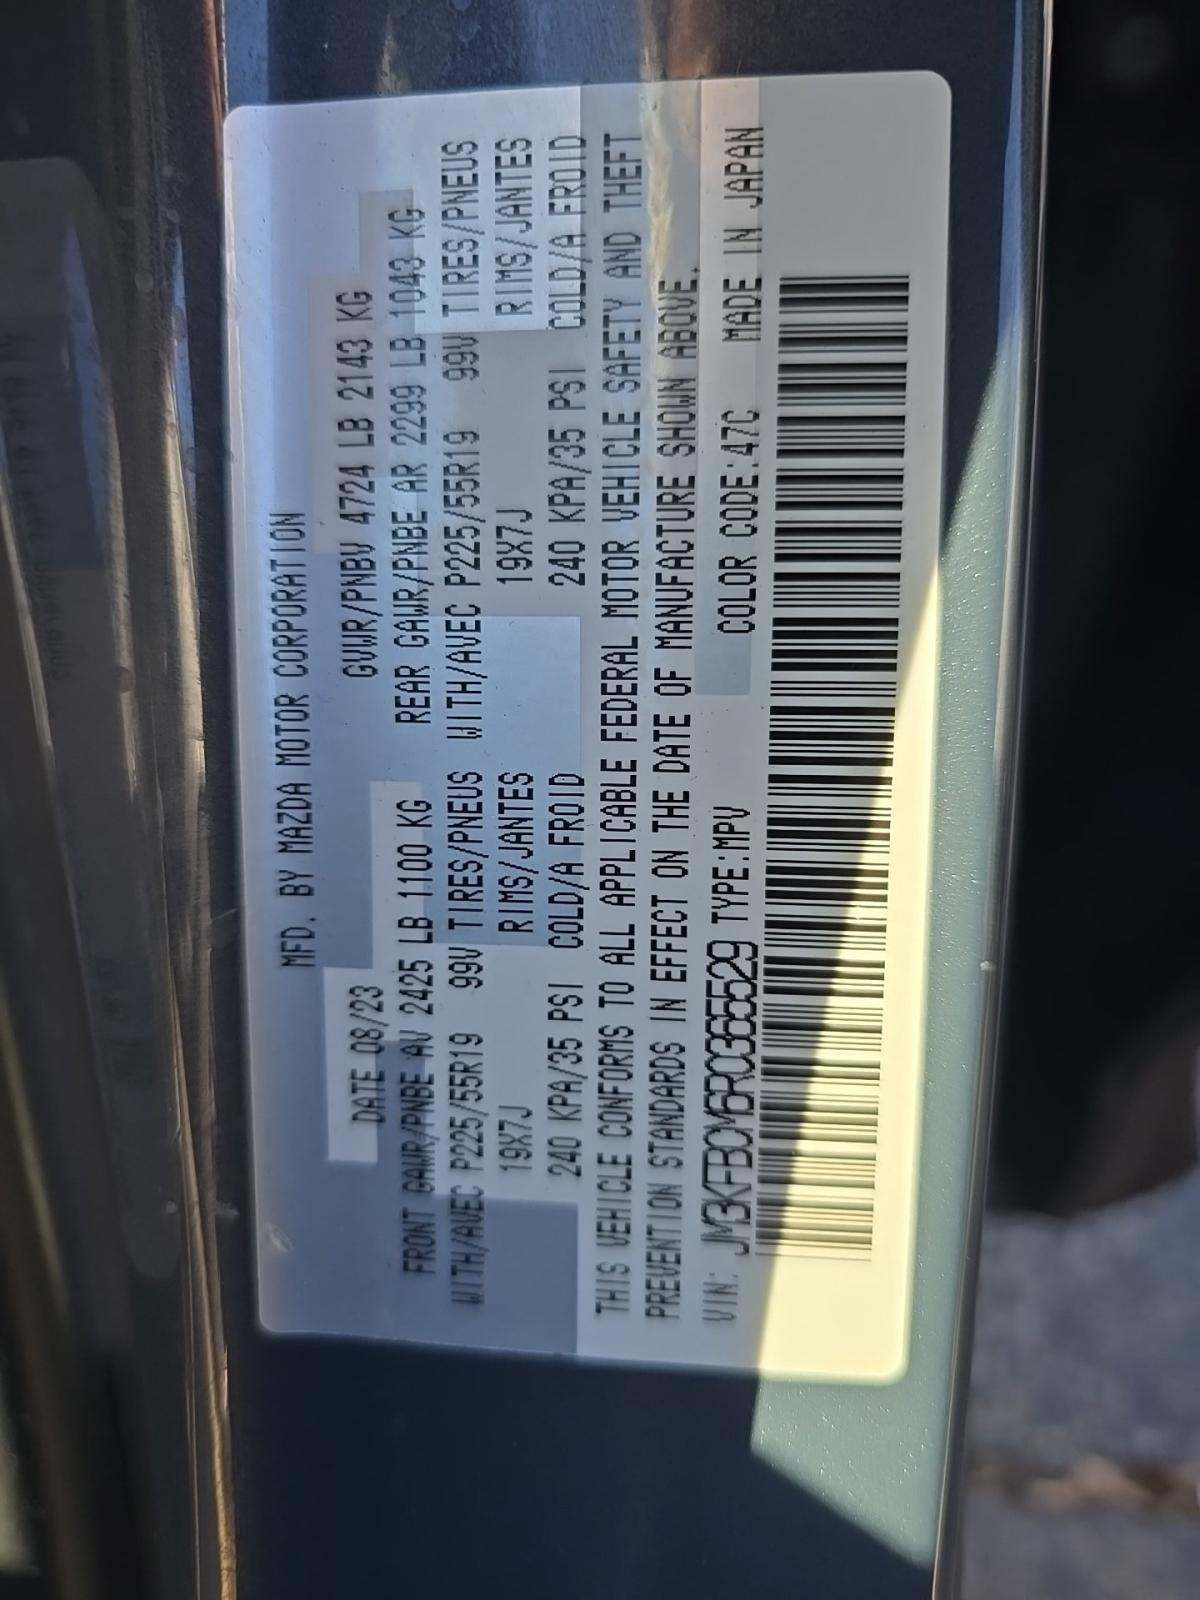 MFD. BY MAZDA MOTOR CORPORATION
DATE 08/23 GVWR/PNBV 4724 LB 2143 KG
FRONT GAWR/PNBE AV 2425 LB 1100 KG REAR GAWR/PNBE AR 2299 LB 1043 KG
WITH/AVEC P225/55R19 99V TIRES/PNEUS WITH/AVEC P225/55R19 99V TIRES/PNEUS
19X7J RIMS/JANTES 19X7J RIMS/JANTES
240 KPA/35 PSI COLD/A FROID 240 KPA/35 PSI COLD/A FROID
THIS VEHICLE CONFORMS TO ALL APPLICABLE FEDERAL MOTOR VEHICLE SAFETY AND THEFT
PREVENTION STANDARDS IN EFFECT ON THE DATE OF MANUFACTURE SHOWN ABOVE.
VIN: JM3KFBCM6R0365529 TYPE:MPV COLOR CODE:47C MADE IN JAPAN